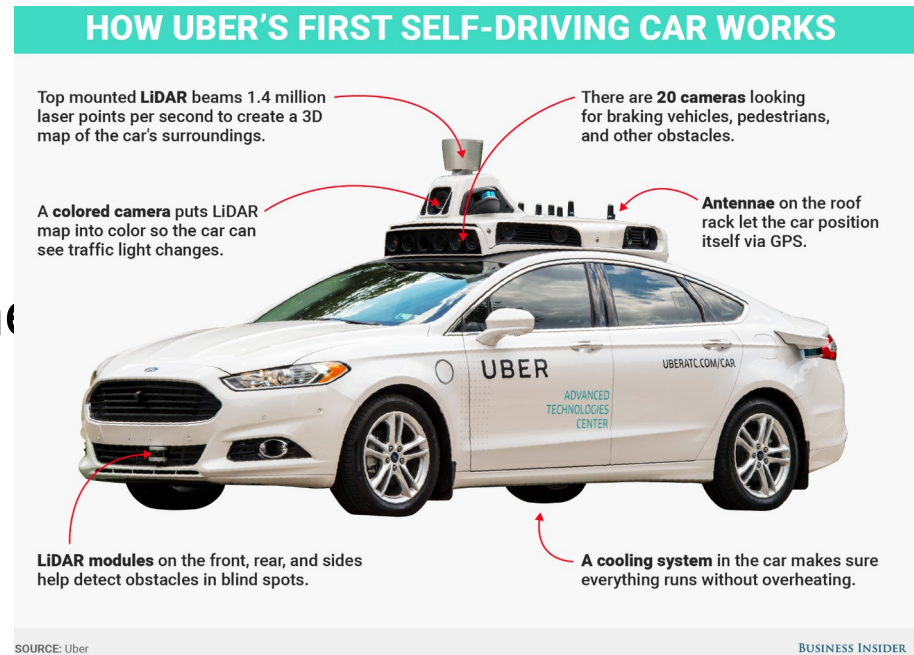 HOW UBER'S FIRST SELF-DRIVING CAR WORKS
Top mounted LiDAR beams 1.4 million
laser points per second to create a 3D
map of the car's surroundings.
There are 20 cameras looking
for braking vehicles, pedestrians,
and other obstacles.
A colored camera puts LiDAR
map into color so the car can
see traffic light changes.
Antennae on the roof
rack let the car position
itself via GPS.
UBER
ADVANCED
TECHNOLOGIES
CENTER
UBERATC.COM/CAR
LiDAR modules on the front, rear, and sides
help detect obstacles in blind spots.
A cooling system in the car makes sure
everything runs without overheating.
SOURCE: Uber
BUSINESS INSIDER